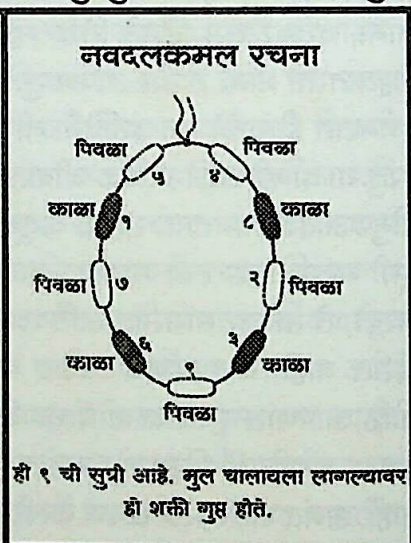 नवदलकमल रचना
पिवळा पिवळा
५ ४
काळा १ ८ काळा
पिवळा ७ २ पिवळा
काळा ६ ३ काळा
९
पिवळा
ही ९ ची सुप्री आहे. मुल चालायला लागल्यावर
ही शक्ती गुप्त होते.